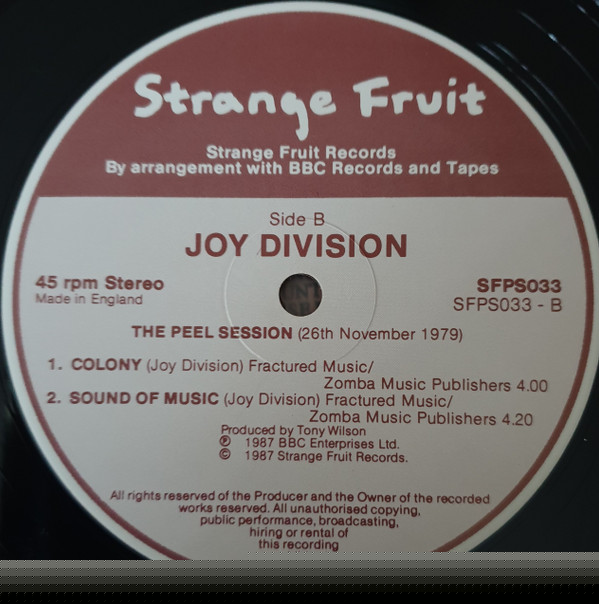 Strange Fruit
Strange Fruit Records
By arrangement with BBC Records and Tapes
Side B
JOY DIVISION
45 rpm Stereo
Made in England
SFPS033
SFPS033 - B
THE PEEL SESSION (26th November 1979)
1. COLONY (Joy Division) Fractured Music/
Zomba Music Publishers 4.00
2. SOUND OF MUSIC (Joy Division) Fractured Music/
Zomba Music Publishers 4.20
Produced by Tony Wilson
℗ 1987 BBC Enterprises Ltd.
© 1987 Strange Fruit Records.
All rights reserved of the Producer and the Owner of the recorded
works reserved. All unauthorised copying,
public performance, broadcasting,
hiring or rental of
this recording